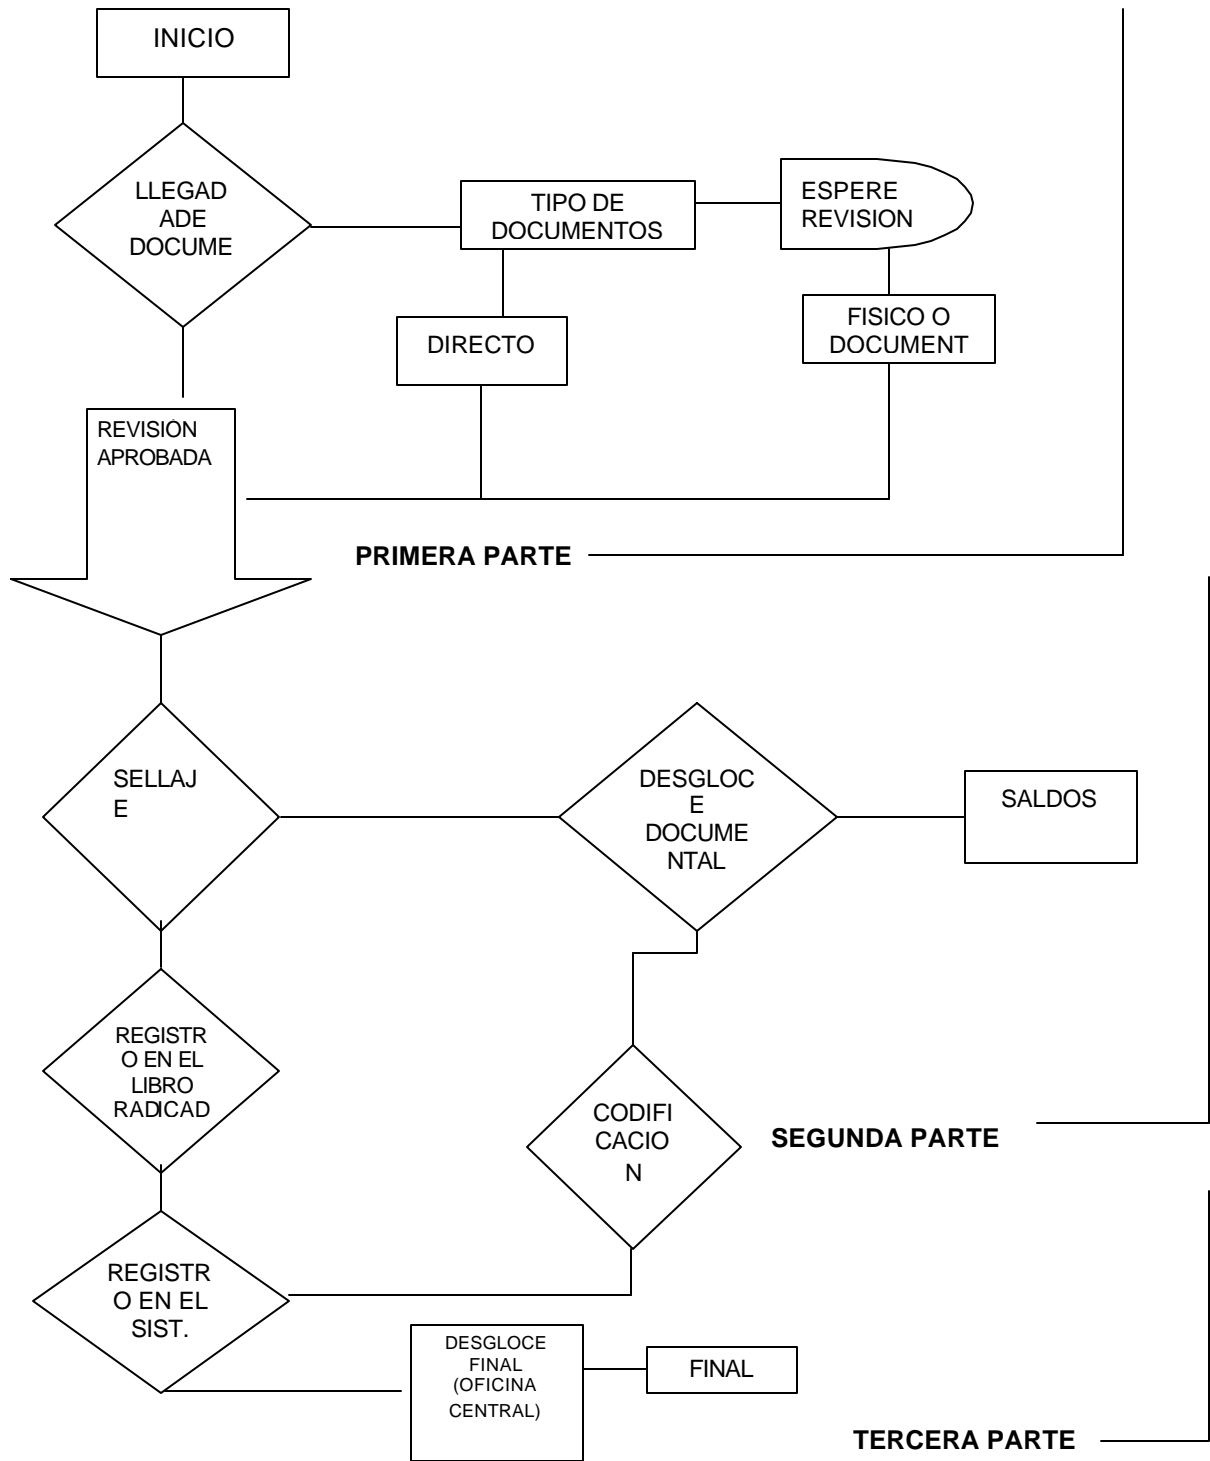 INICIO
LLEGAD
ADE
DOCUME
TIPO DE
DOCUMENTOS
ESPERE
REVISION
DIRECTO
FISICO O
DOCUMENT
REVISIÓN
APROBADA
PRIMERA PARTE
SELLAJ
E
DESGLOC
E
DOCUME
NTAL
SALDOS
REGISTR
O EN EL
LIBRO
RADICAD
CODIFI
CACIO
N
SEGUNDA PARTE
REGISTR
O EN EL
SIST.
DESGLOCE
FINAL
(OFICINA
CENTRAL)
FINAL
TERCERA PARTE